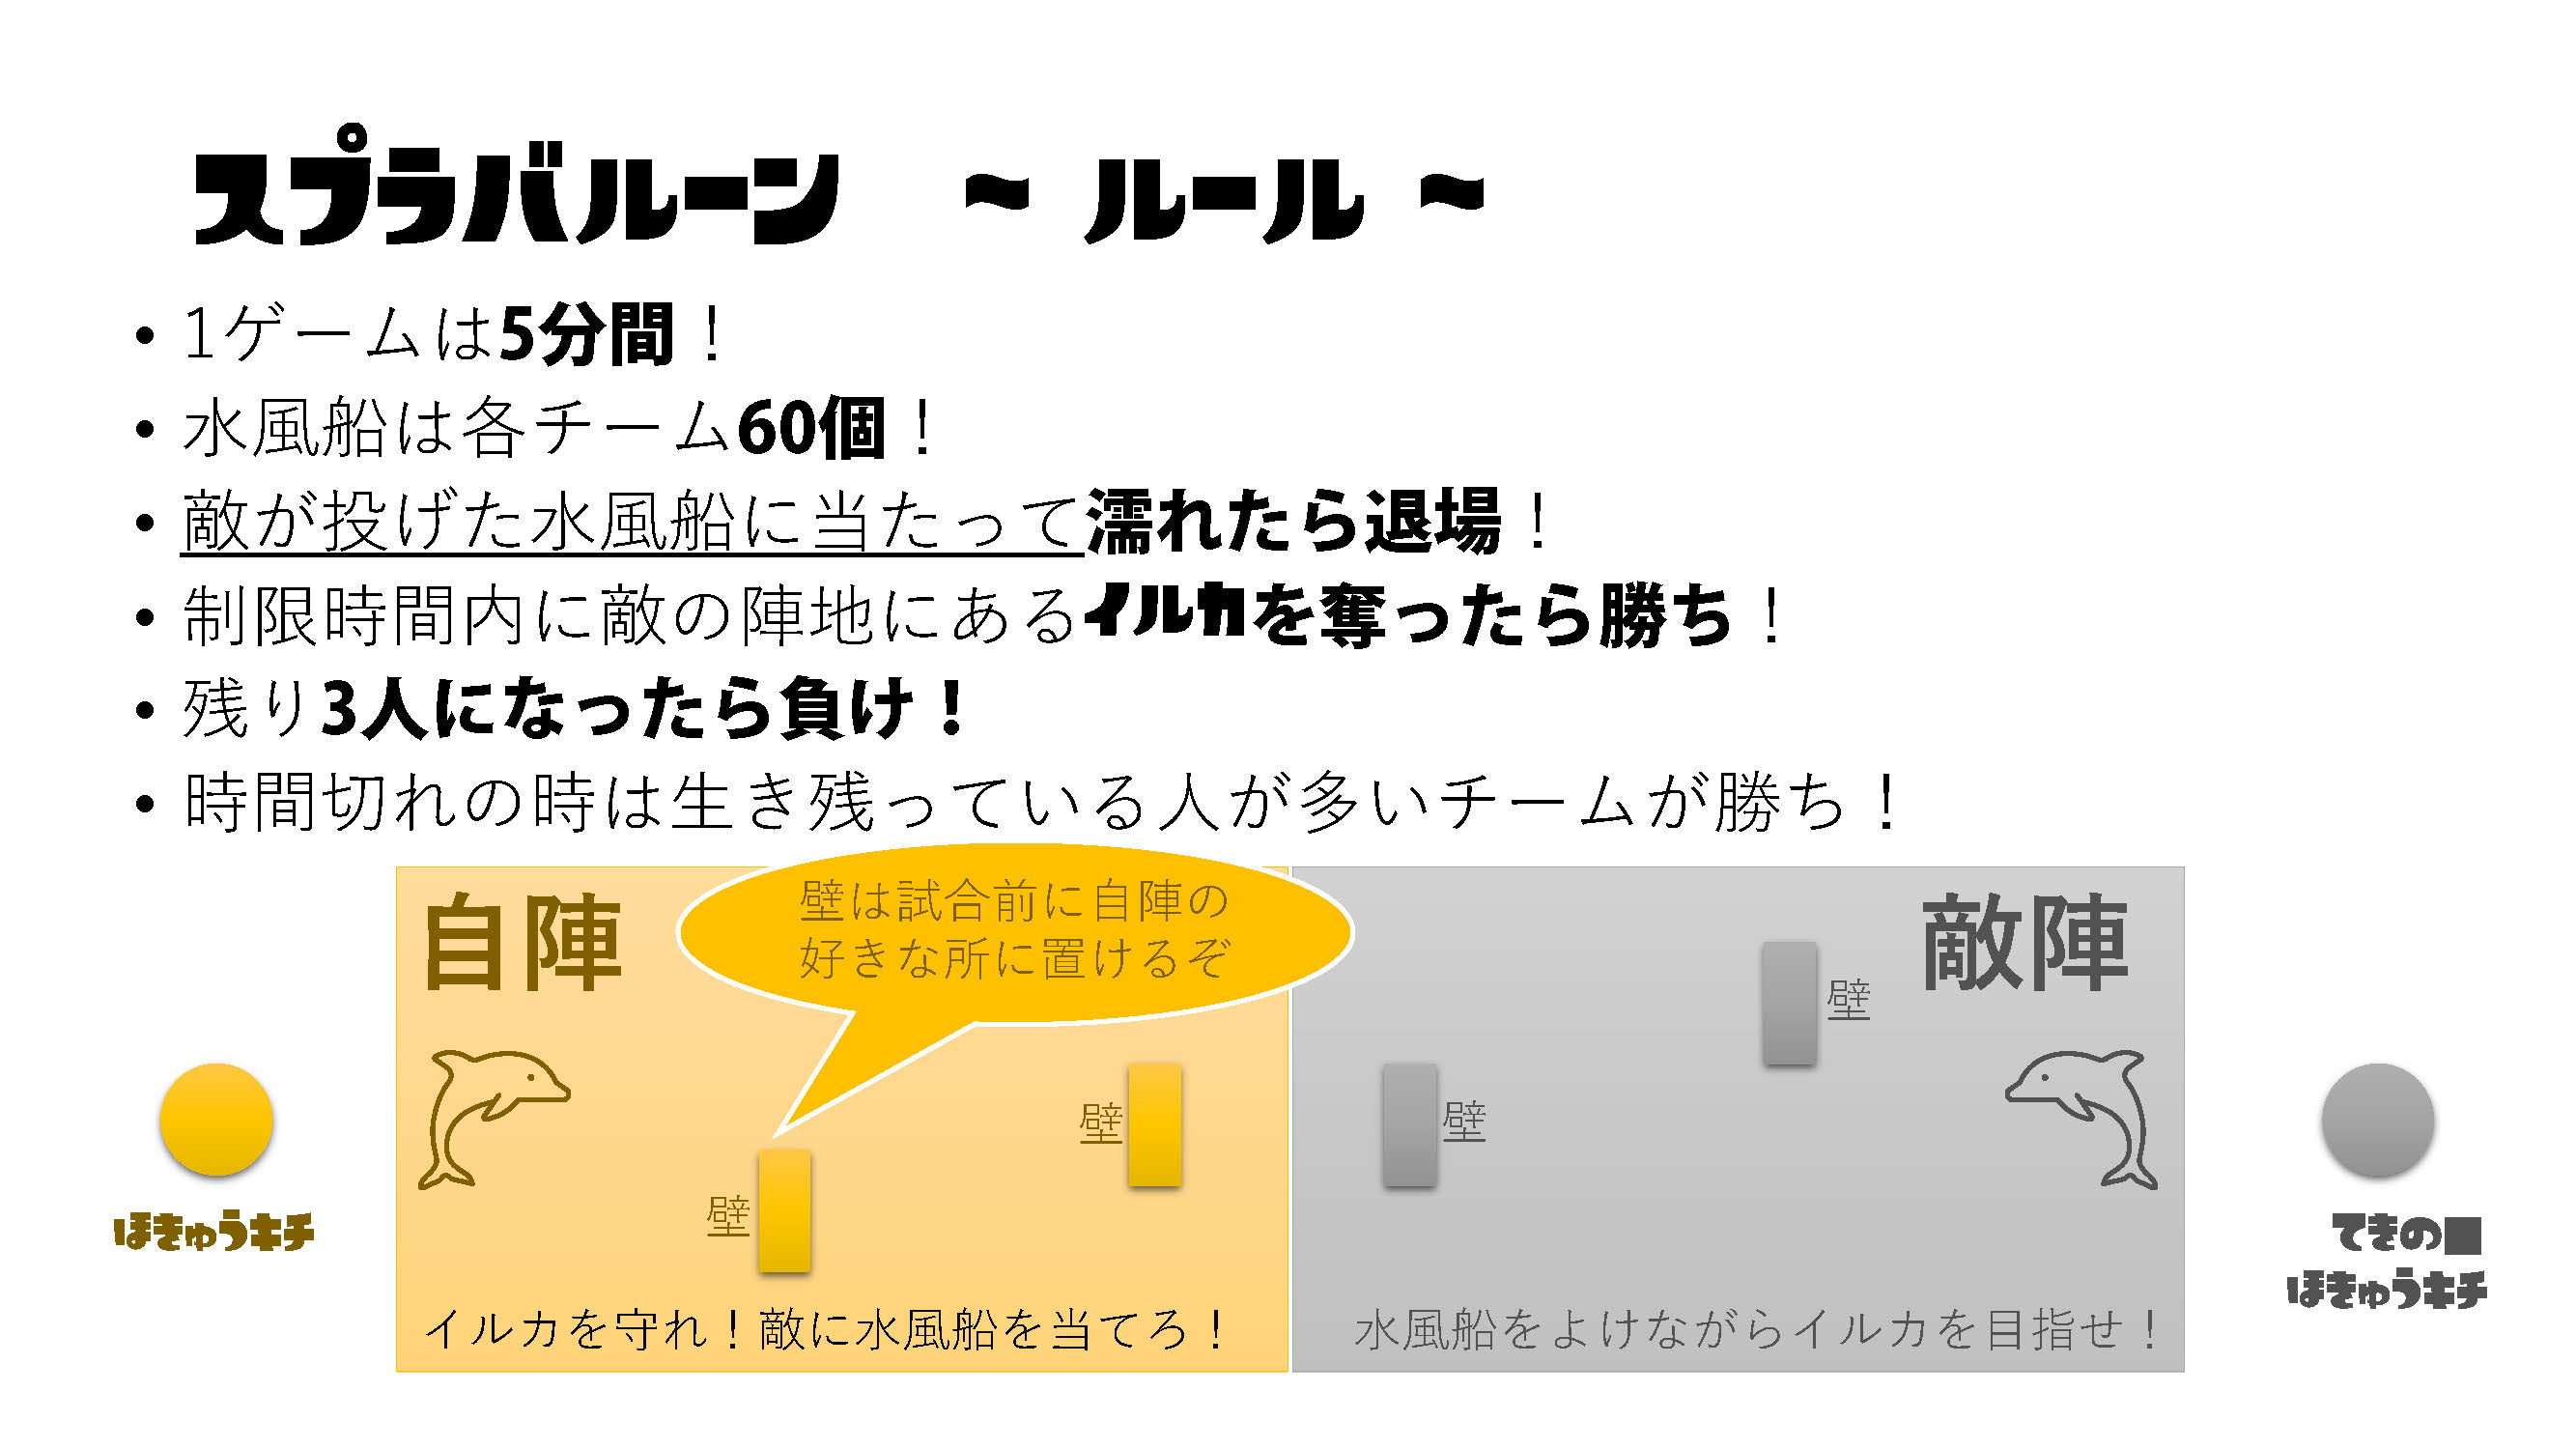 スプラバルーン　~ ルール ~
• 1ゲームは5分間！
• 水風船は各チーム60個！
• 敵が投げた水風船に当たって濡れたら退場！
• 制限時間内に敵の陣地にあるイルカを奪ったら勝ち！
• 残り3人になったら負け！
• 時間切れの時は生き残っている人が多いチームが勝ち！
壁は試合前に自陣の
好きな所に置けるぞ
自陣
敵陣
壁
壁
壁
壁
ほきゅうキチ
てきの■
ほきゅうキチ
イルカを守れ！敵に水風船を当てろ！
水風船をよけながらイルカを目指せ！